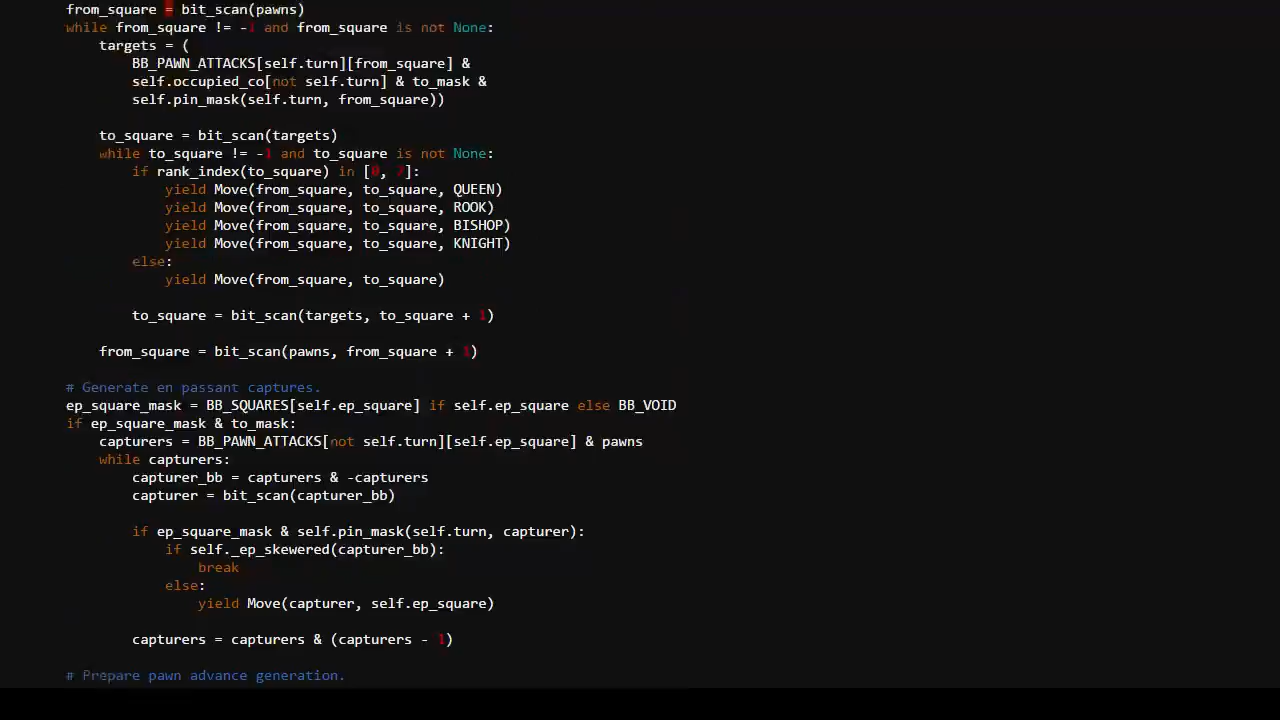 from_square = bit_scan(pawns)
while from_square != -1 and from_square is not None:
targets = (
BB_PAWN_ATTACKS[self.turn][from_square] &
self.occupied_co[not self.turn] & to_mask &
self.pin_mask(self.turn, from_square))
to_square = bit_scan(targets)
while to_square != -1 and to_square is not None:
if rank_index(to_square) in [0, 7]:
yield Move(from_square, to_square, QUEEN)
yield Move(from_square, to_square, ROOK)
yield Move(from_square, to_square, BISHOP)
yield Move(from_square, to_square, KNIGHT)
else:
yield Move(from_square, to_square)
to_square = bit_scan(targets, to_square + 1)
from_square = bit_scan(pawns, from_square + 1)
# Generate en passant captures.
ep_square_mask = BB_SQUARES[self.ep_square] if self.ep_square else BB_VOID
if ep_square_mask & to_mask:
capturers = BB_PAWN_ATTACKS[not self.turn][self.ep_square] & pawns
while capturers:
capturer_bb = capturers & -capturers
capturer = bit_scan(capturer_bb)
if ep_square_mask & self.pin_mask(self.turn, capturer):
if self._ep_skewered(capturer_bb):
break
else:
yield Move(capturer, self.ep_square)
capturers = capturers & (capturers - 1)
# Prepare pawn advance generation.